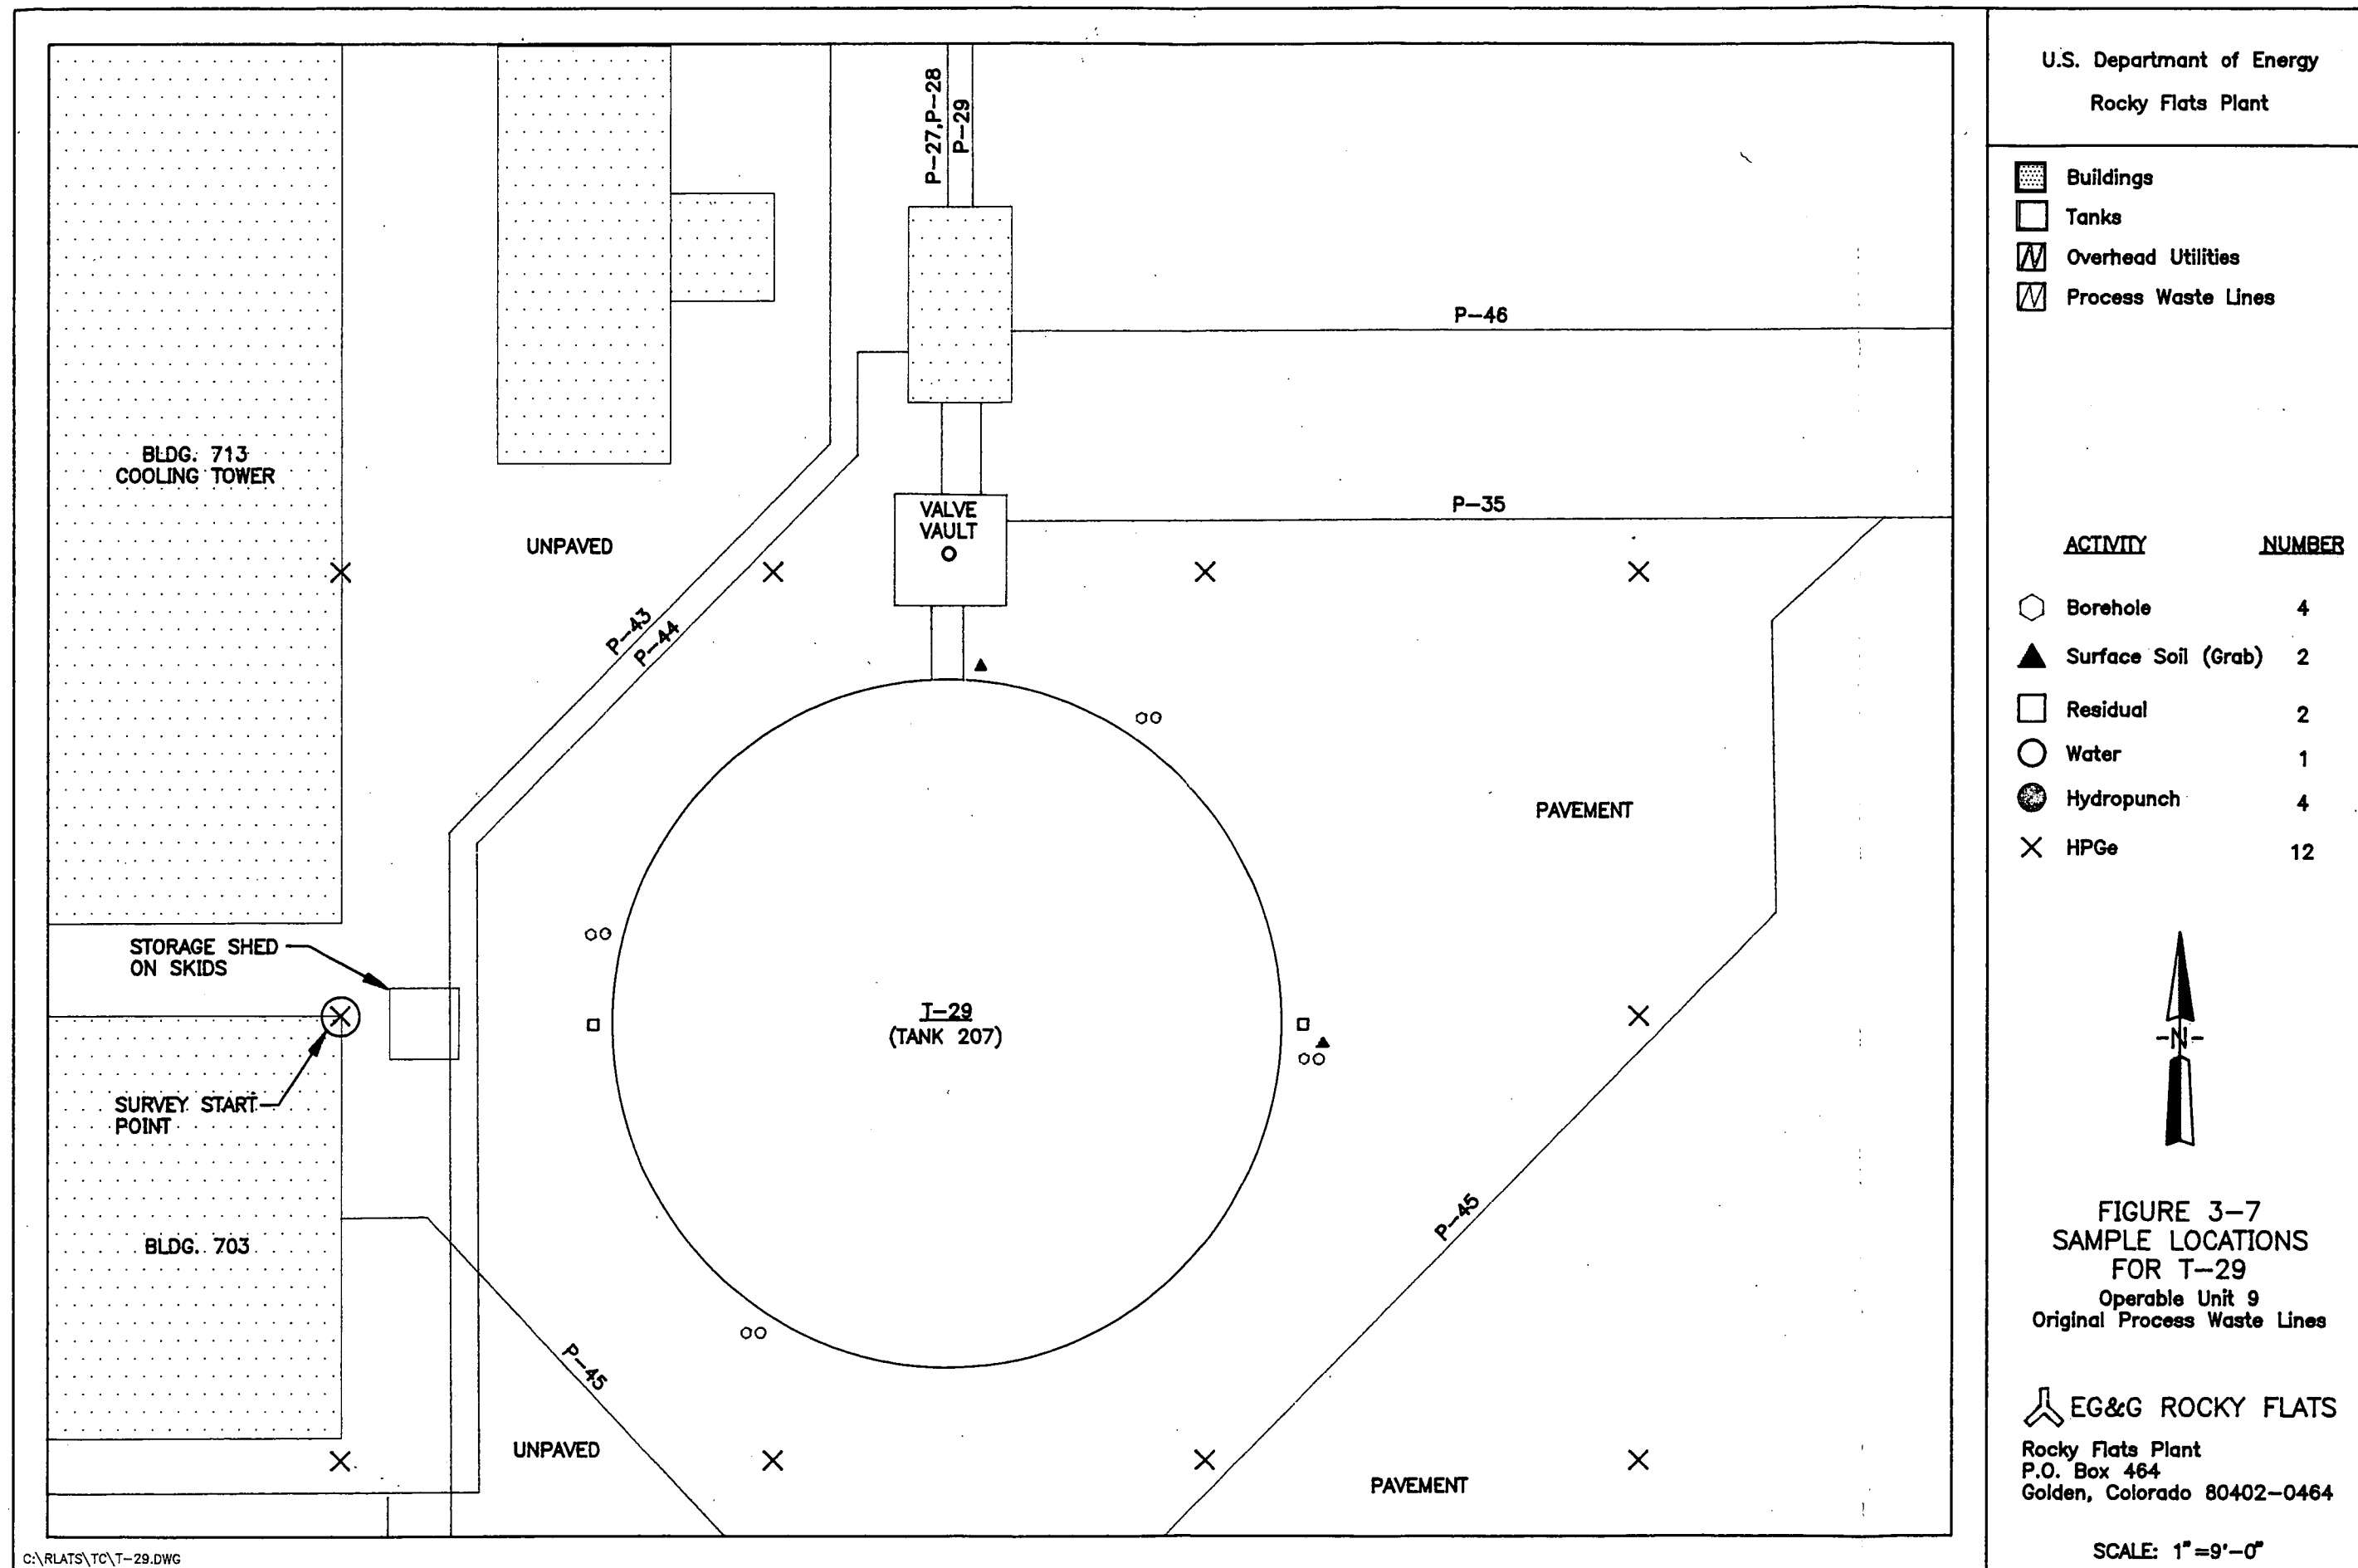 P-27,P-28
P-29
P-46
BLDG. 713
COOLING TOWER
UNPAVED
VALVE
VAULT
P-35
P-43
P-44
PAVEMENT
STORAGE SHED
ON SKIDS
T-29
(TANK 207)
SURVEY START
POINT
BLDG. 703
P-45
P-45
UNPAVED
PAVEMENT
C:\RLATS\TC\T-29.DWG
U.S. Departmant of Energy
Rocky Flats Plant
Buildings
Tanks
Overhead Utilities
Process Waste Lines
ACTIVITY NUMBER
Borehole 4
Surface Soil (Grab) 2
Residual 2
Water 1
Hydropunch 4
HPGe 12
-N-
FIGURE 3-7
SAMPLE LOCATIONS
FOR T-29
Operable Unit 9
Original Process Waste Lines
EG&G ROCKY FLATS
Rocky Flats Plant
P.O. Box 464
Golden, Colorado 80402-0464
SCALE: 1"=9'-0"